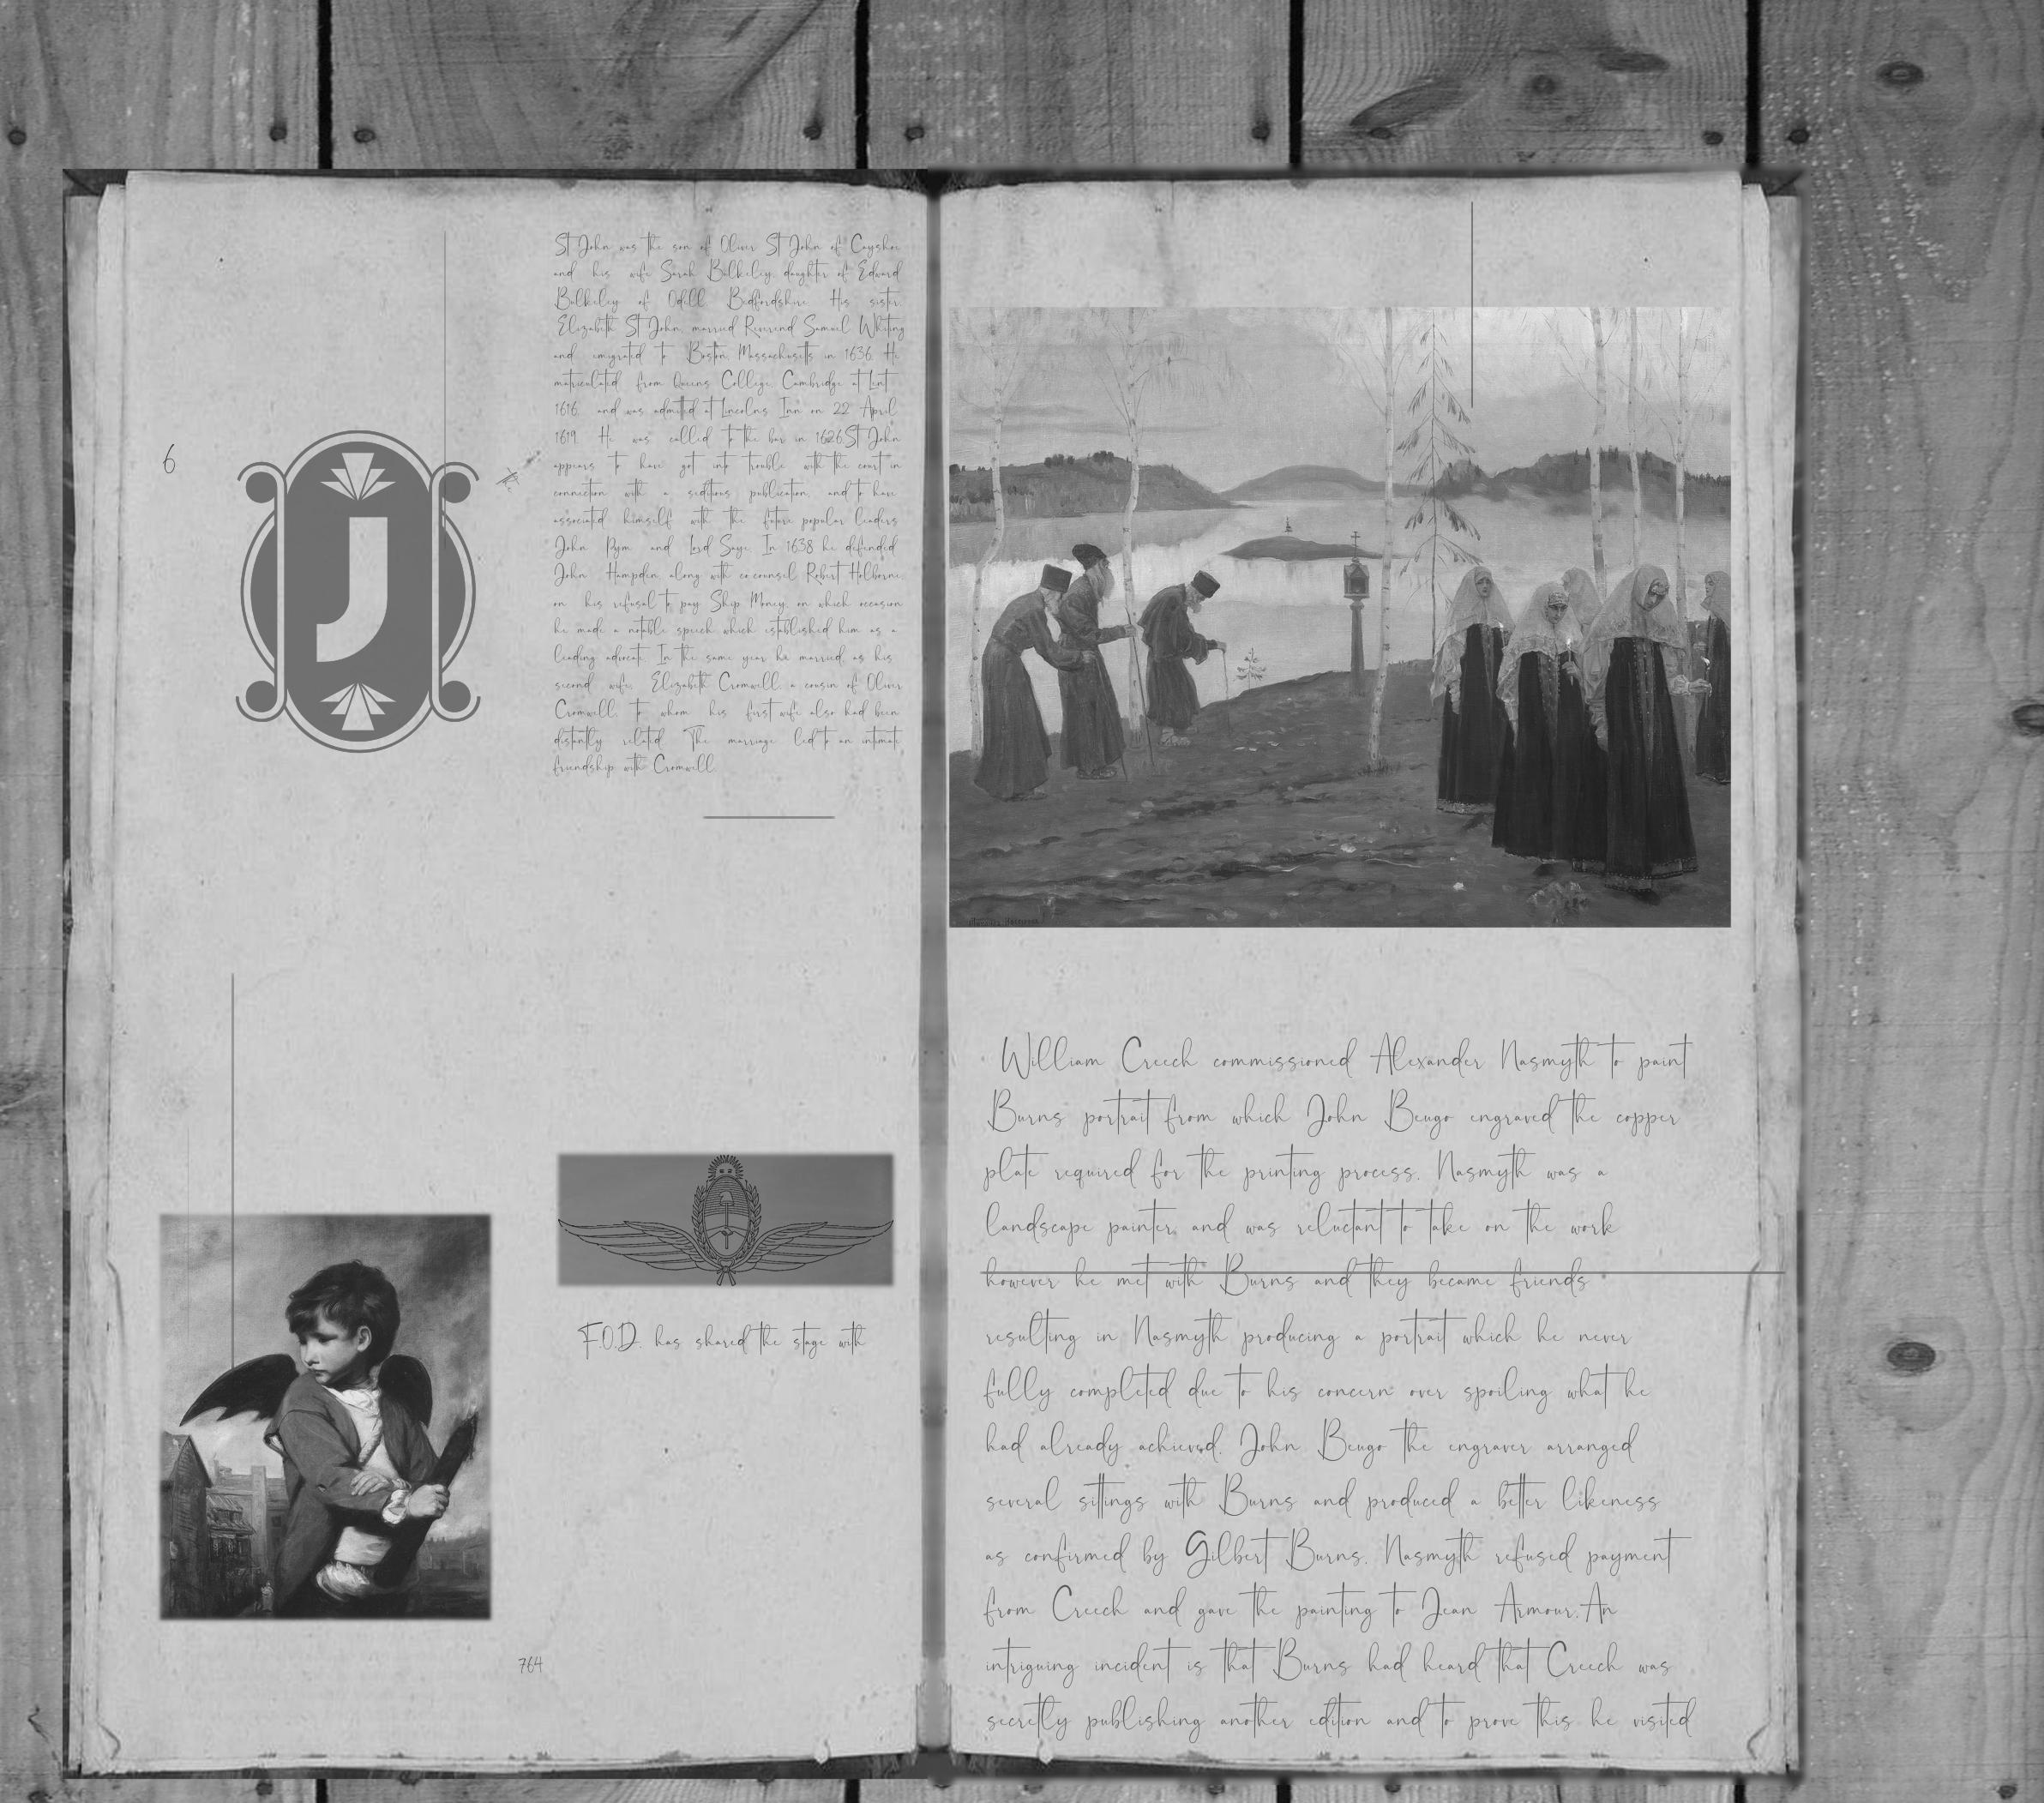 St John was the son of Oliver St John of Cayshoe
and his wife Sarah Bulkeley, daughter of Edward
Bulkeley of Odell Bedfordshire. His sister,
Elizabeth St John, married Reverend Samuel Whiting
and emigrated to Boston, Massachusetts in 1636. He
matriculated from Queens College, Cambridge at Lent
1616, and was admitted at Lincolns Inn on 22 April
1619. He was called to the bar in 1626St John
appears to have got into trouble with the court in
connection with a seditious publication, and to have
associated himself with the future popular leaders
John Pym and Lord Saye. In 1638 he defended
John Hampden, along with co counsel Robert Holborne,
on his refusal to pay Ship Money, on which occasion
he made a notable speech which established him as a
leading advocate. In the same year he married, as his
second wife, Elizabeth Cromwell, a cousin of Oliver
Cromwell, to whom his first wife also had been
distantly related. The marriage led to an intimate
friendship with Cromwell.
6
J
F.O.D. has shared the stage with
764
William Creech commissioned Alexander Nasmyth to paint
Burns portrait from which John Beugo engraved the copper
plate required for the printing process. Nasmyth was a
landscape painter, and was reluctant to take on the work
however he met with Burns and they became friends
resulting in Nasmyth producing a portrait which he never
fully completed due to his concern over spoiling what he
had already achieved. John Beugo the engraver arranged
several sittings with Burns and produced a better likeness
as confirmed by Gilbert Burns. Nasmyth refused payment
from Creech and gave the painting to Jean Armour.An
intriguing incident is that Burns had heard that Creech was
secretly publishing another edition and to prove this he visited